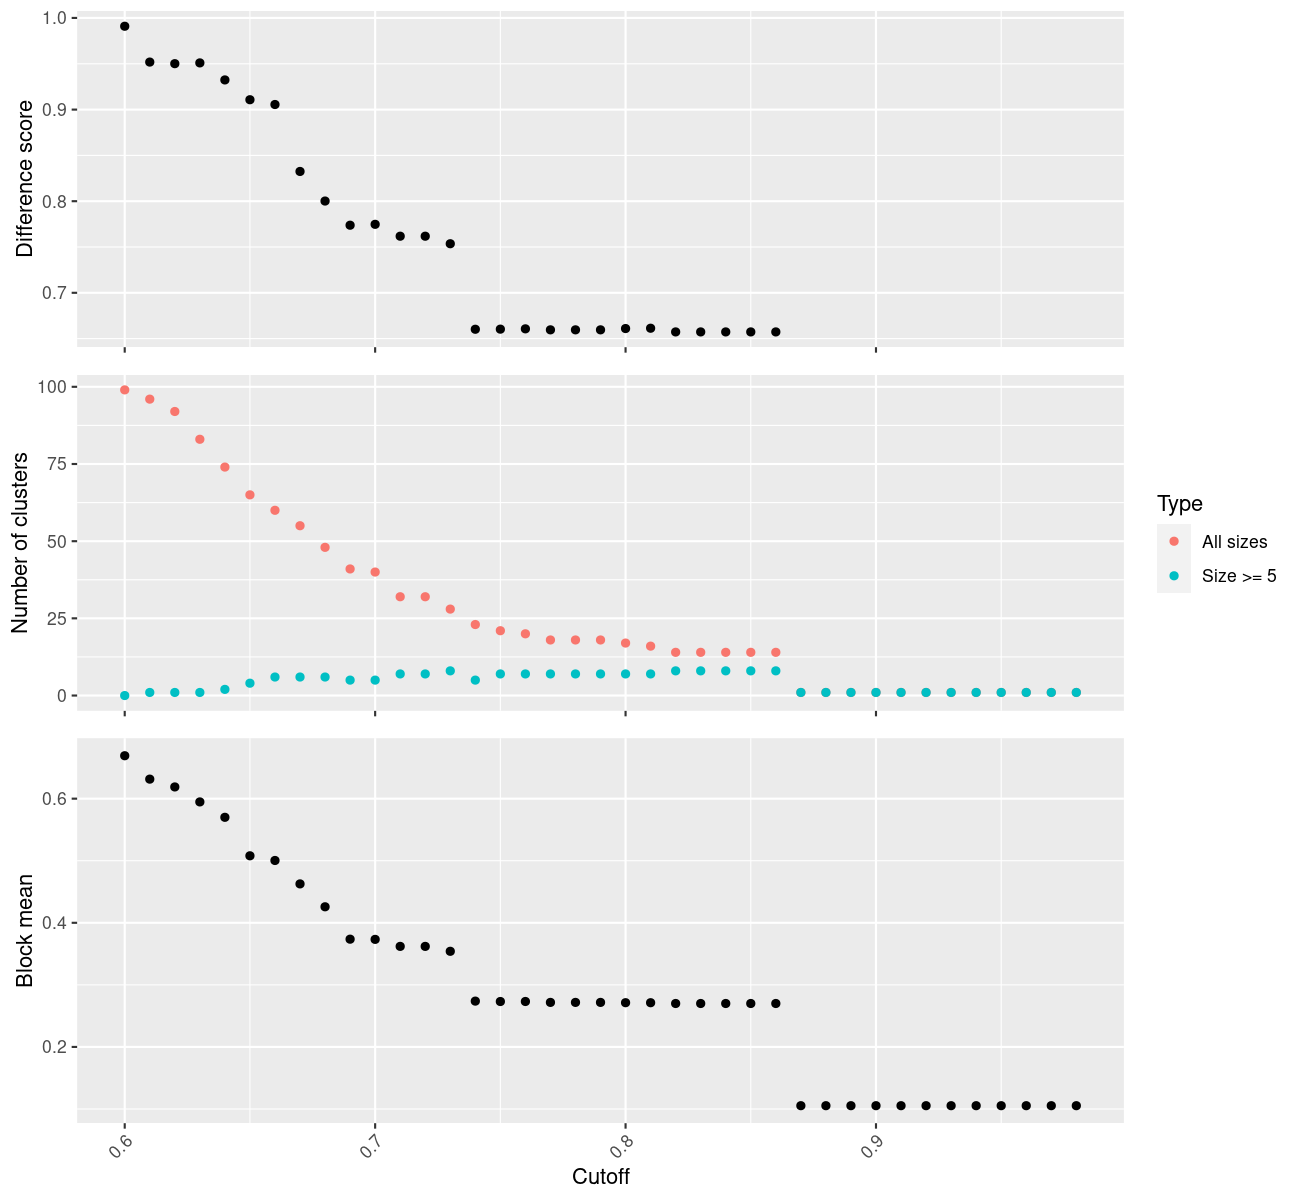 1.0
0.9
0.8
0.7
Difference score
100
75
50
25
0
Number of clusters
Type
All sizes
Size >= 5
0.6
0.4
0.2
Block mean
0.6
0.7
0.8
0.9
Cutoff